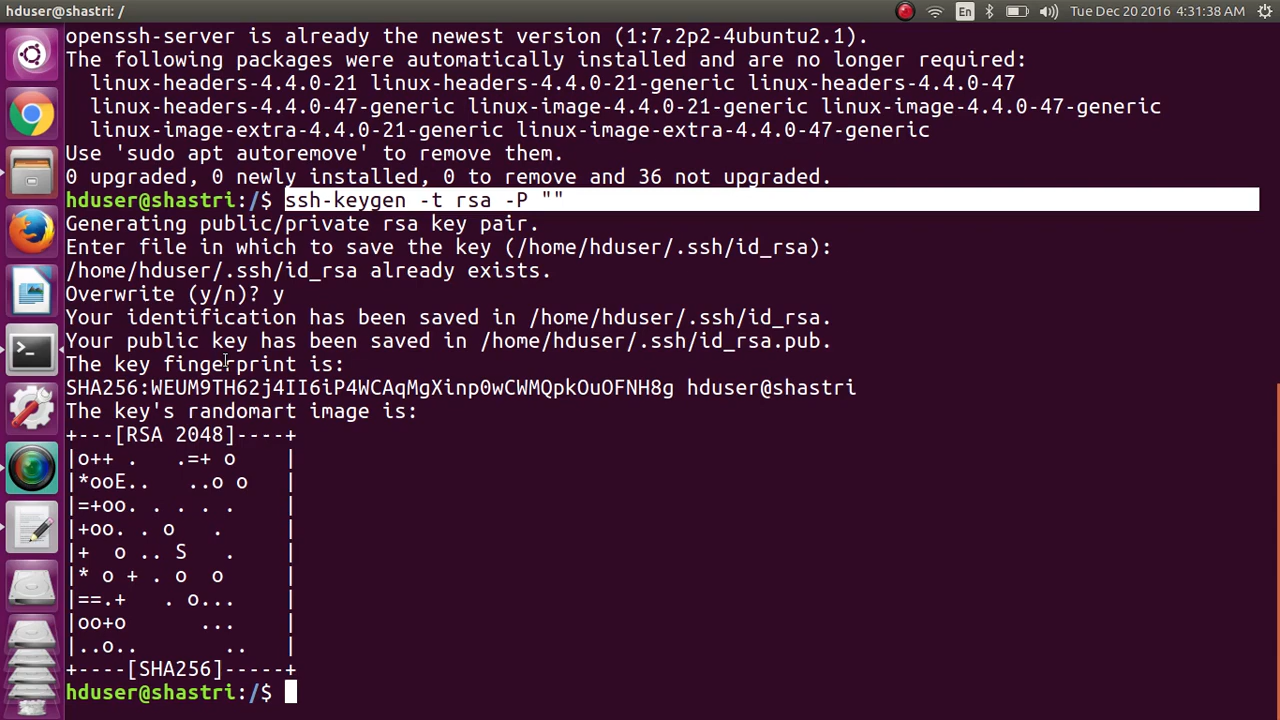 hduser@shastri: /
En
Tue Dec 20 2016 4:31:38 AM
openssh-server is already the newest version (1:7.2p2-4ubuntu2.1).
The following packages were automatically installed and are no longer required:
  linux-headers-4.4.0-21 linux-headers-4.4.0-21-generic linux-headers-4.4.0-47
  linux-headers-4.4.0-47-generic linux-image-4.4.0-21-generic linux-image-4.4.0-47-generic
  linux-image-extra-4.4.0-21-generic linux-image-extra-4.4.0-47-generic
Use 'sudo apt autoremove' to remove them.
0 upgraded, 0 newly installed, 0 to remove and 36 not upgraded.
hduser@shastri:/$ ssh-keygen -t rsa -P ""
Generating public/private rsa key pair.
Enter file in which to save the key (/home/hduser/.ssh/id_rsa):
/home/hduser/.ssh/id_rsa already exists.
Overwrite (y/n)? y
Your identification has been saved in /home/hduser/.ssh/id_rsa.
Your public key has been saved in /home/hduser/.ssh/id_rsa.pub.
The key fingerprint is:
SHA256:WEUM9TH62j4II6iP4WCAqMgXinp0wCWMQpkOuOFNH8g hduser@shastri
The key's randomart image is:
+---[RSA 2048]----+
|o++ .   .=+ o    |
|*ooE..   ..o o   |
|=+oo. . . . .    |
|+oo. . o   .     |
|+  o .. S   .    |
|* o + . o  o     |
|==.+   . o...    |
|oo+o      ...    |
|..o..       ..   |
+----[SHA256]-----+
hduser@shastri:/$